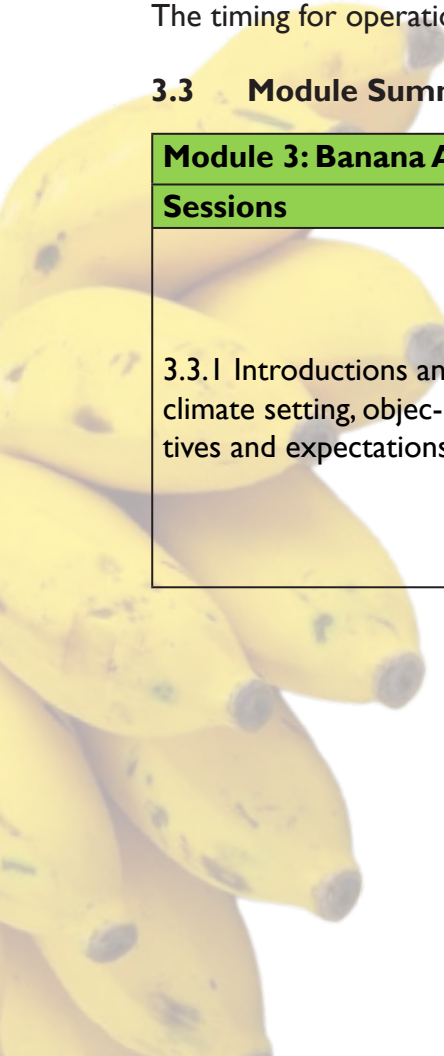 The timing for operatio
3.3 Module Summ
Module 3: Banana A
Sessions
3.3.1 Introductions an
climate setting, objec-
tives and expectations